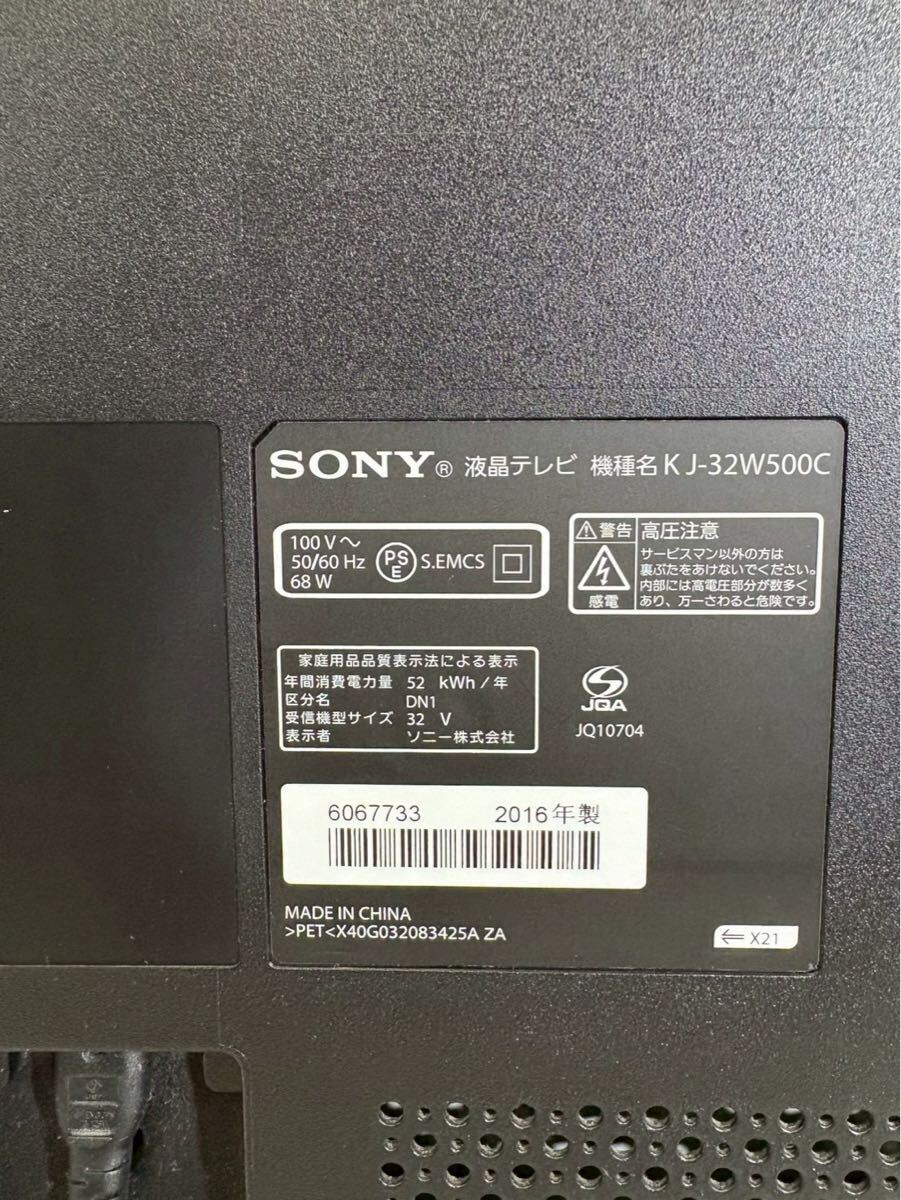 SONY® 液晶テレビ 機種名 KJ-32W500C
100 V～
50/60 Hz
68 W
PSE
S.EMCS
警告 高圧注意
サービスマン以外の方は
裏ぶたをあけないでください。
内部には高電圧部分が数多く
あり、万一さわると危険です。
感電
家庭用品品質表示法による表示
年間消費電力量 52 kWh/年
区分名 DN1
受信機型サイズ 32 V
表示者 ソニー株式会社
JQA
JQ10704
6067733 2016年製
MADE IN CHINA
>PET<X40G032083425A ZA
⇐ X21